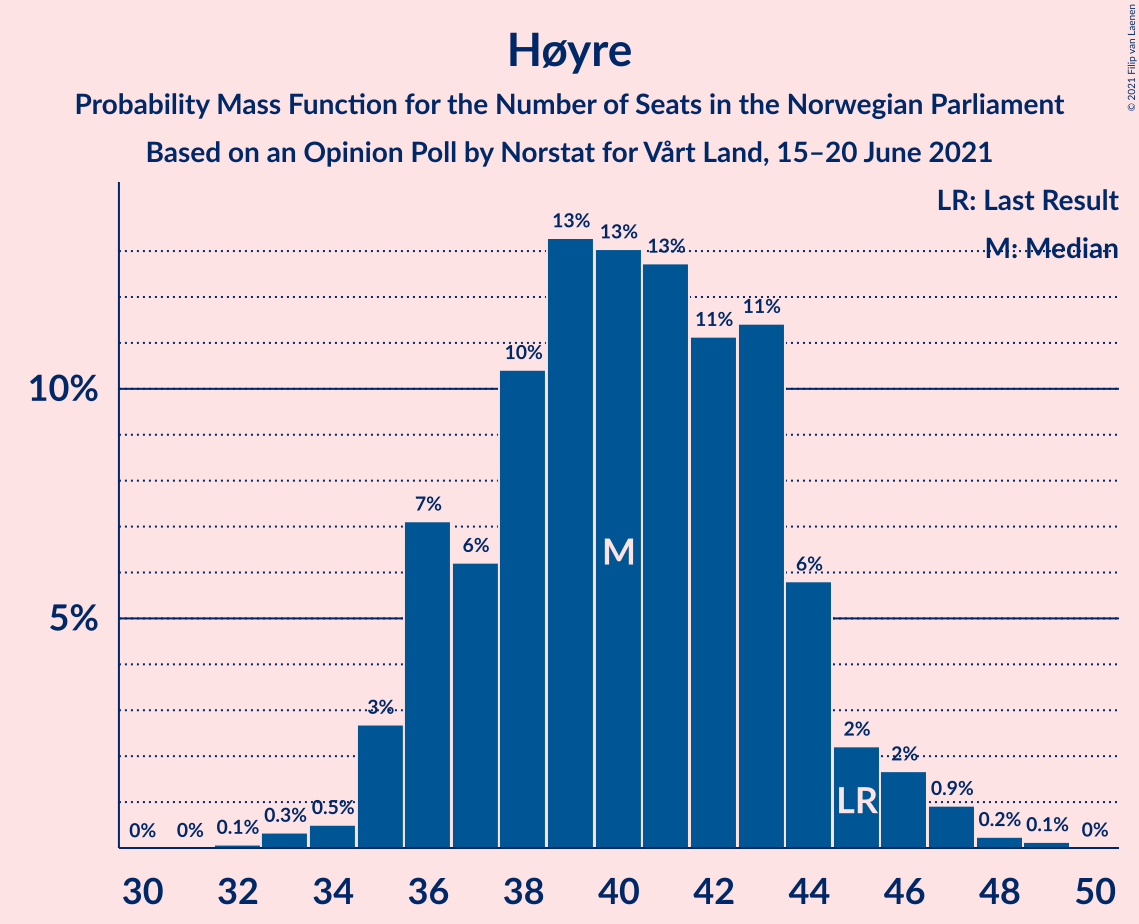 Høyre
Probability Mass Function for the Number of Seats in the Norwegian Parliament
Based on an Opinion Poll by Norstat for Vårt Land, 15–20 June 2021
© 2021 Filip van Laenen
LR: Last Result
M: Median
10%
5%
0%
0%
0.1%
0.3%
0.5%
3%
7%
6%
10%
13%
13%
13%
11%
11%
6%
2%
2%
0.9%
0.2%
0.1%
0%
M
LR
30 32 34 36 38 40 42 44 46 48 50